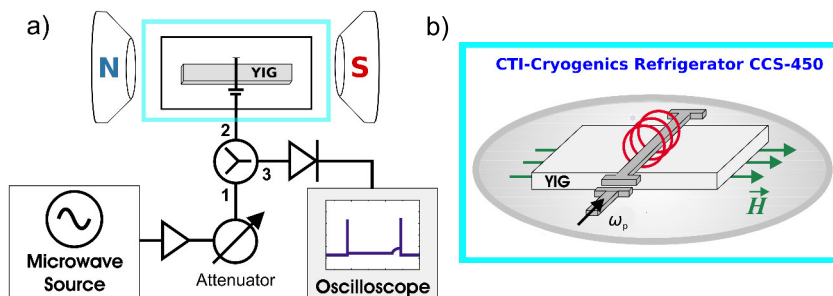 a)
N
YIG
S
2
3
1
Microwave
Source
Attenuator
Oscilloscope
b)
CTI-Cryogenics Refrigerator CCS-450
YIG
H
ωp